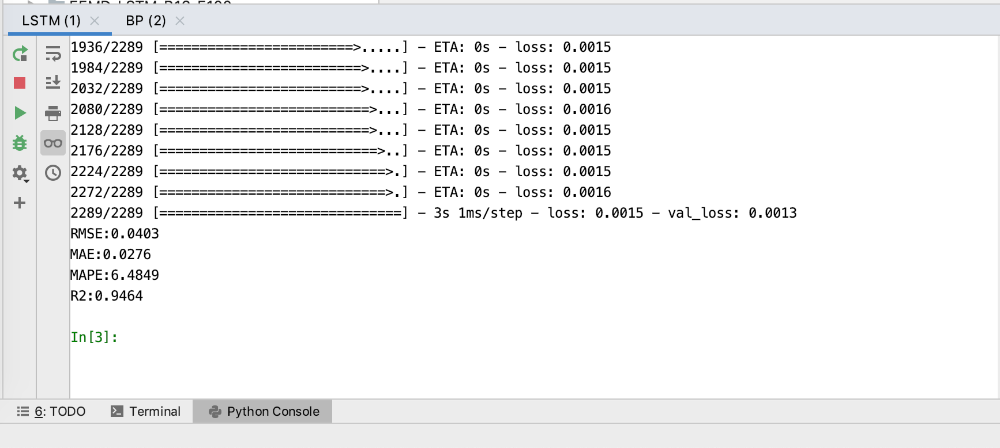 LSTM (1) BP (2)
1936/2289 [========================>.....] - ETA: 0s - loss: 0.0015
1984/2289 [=========================>....] - ETA: 0s - loss: 0.0015
2032/2289 [=========================>....] - ETA: 0s - loss: 0.0015
2080/2289 [==========================>...] - ETA: 0s - loss: 0.0016
2128/2289 [==========================>...] - ETA: 0s - loss: 0.0015
2176/2289 [===========================>..] - ETA: 0s - loss: 0.0015
2224/2289 [============================>.] - ETA: 0s - loss: 0.0015
2272/2289 [============================>.] - ETA: 0s - loss: 0.0016
2289/2289 [==============================] - 3s 1ms/step - loss: 0.0015 - val_loss: 0.0013
RMSE:0.0403
MAE:0.0276
MAPE:6.4849
R2:0.9464
In[3]:
6: TODO Terminal Python Console